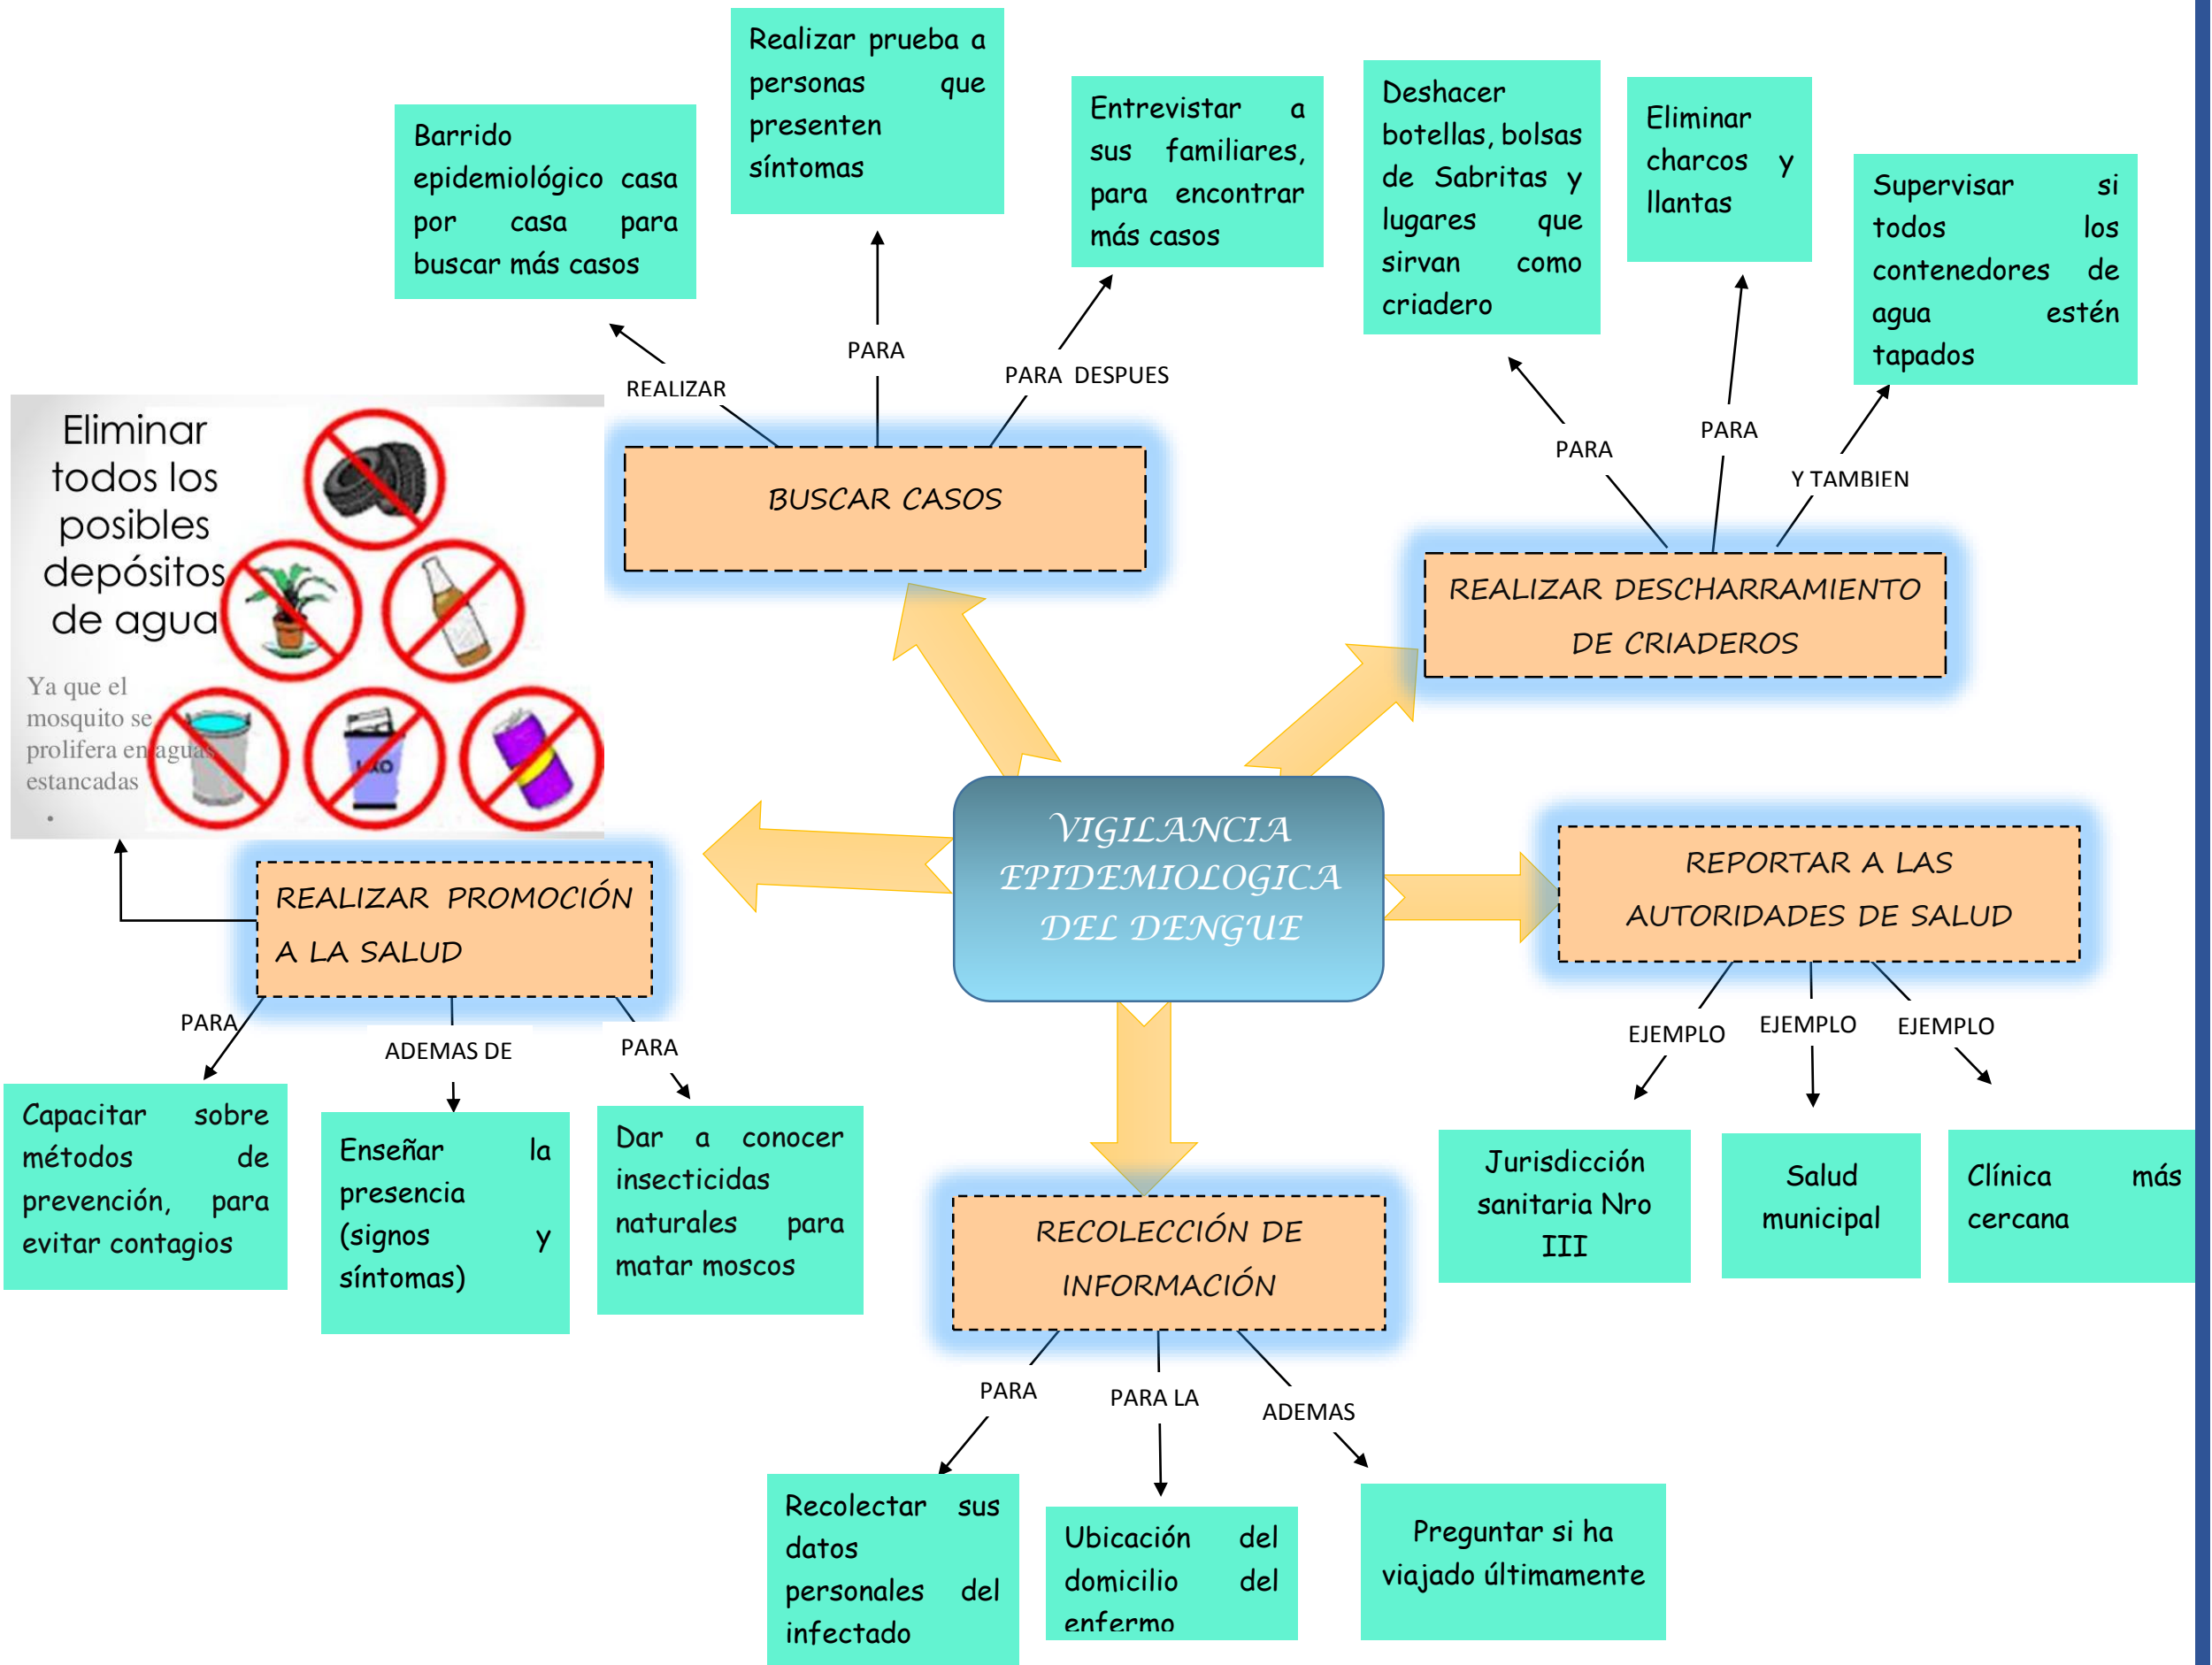 Realizar prueba a
personas que
presenten
síntomas
Barrido
epidemiológico casa
por casa para
buscar más casos
Entrevistar a
sus familiares,
para encontrar
más casos
Deshacer
botellas, bolsas
de Sabritas y
lugares que
sirvan como
criadero
Eliminar
charcos y
llantas
Supervisar si
todos los
contenedores de
agua estén
tapados
REALIZAR
PARA
PARA DESPUES
PARA
PARA
Y TAMBIEN
BUSCAR CASOS
REALIZAR DESCHARRAMIENTO
DE CRIADEROS
Eliminar
todos los
posibles
depósitos
de agua
Ya que el
mosquito se
prolifera en aguas
estancadas
LIXO
VIGILANCIA
EPIDEMIOLOGICA
DEL DENGUE
REALIZAR PROMOCIÓN
A LA SALUD
REPORTAR A LAS
AUTORIDADES DE SALUD
PARA
ADEMAS DE
PARA
EJEMPLO
EJEMPLO
EJEMPLO
Capacitar sobre
métodos de
prevención, para
evitar contagios
Enseñar la
presencia
(signos y
síntomas)
Dar a conocer
insecticidas
naturales para
matar moscos
Jurisdicción
sanitaria Nro
III
Salud
municipal
Clínica más
cercana
RECOLECCIÓN DE
INFORMACIÓN
PARA
PARA LA
ADEMAS
Recolectar sus
datos
personales del
infectado
Ubicación del
domicilio del
enfermo
Preguntar si ha
viajado últimamente